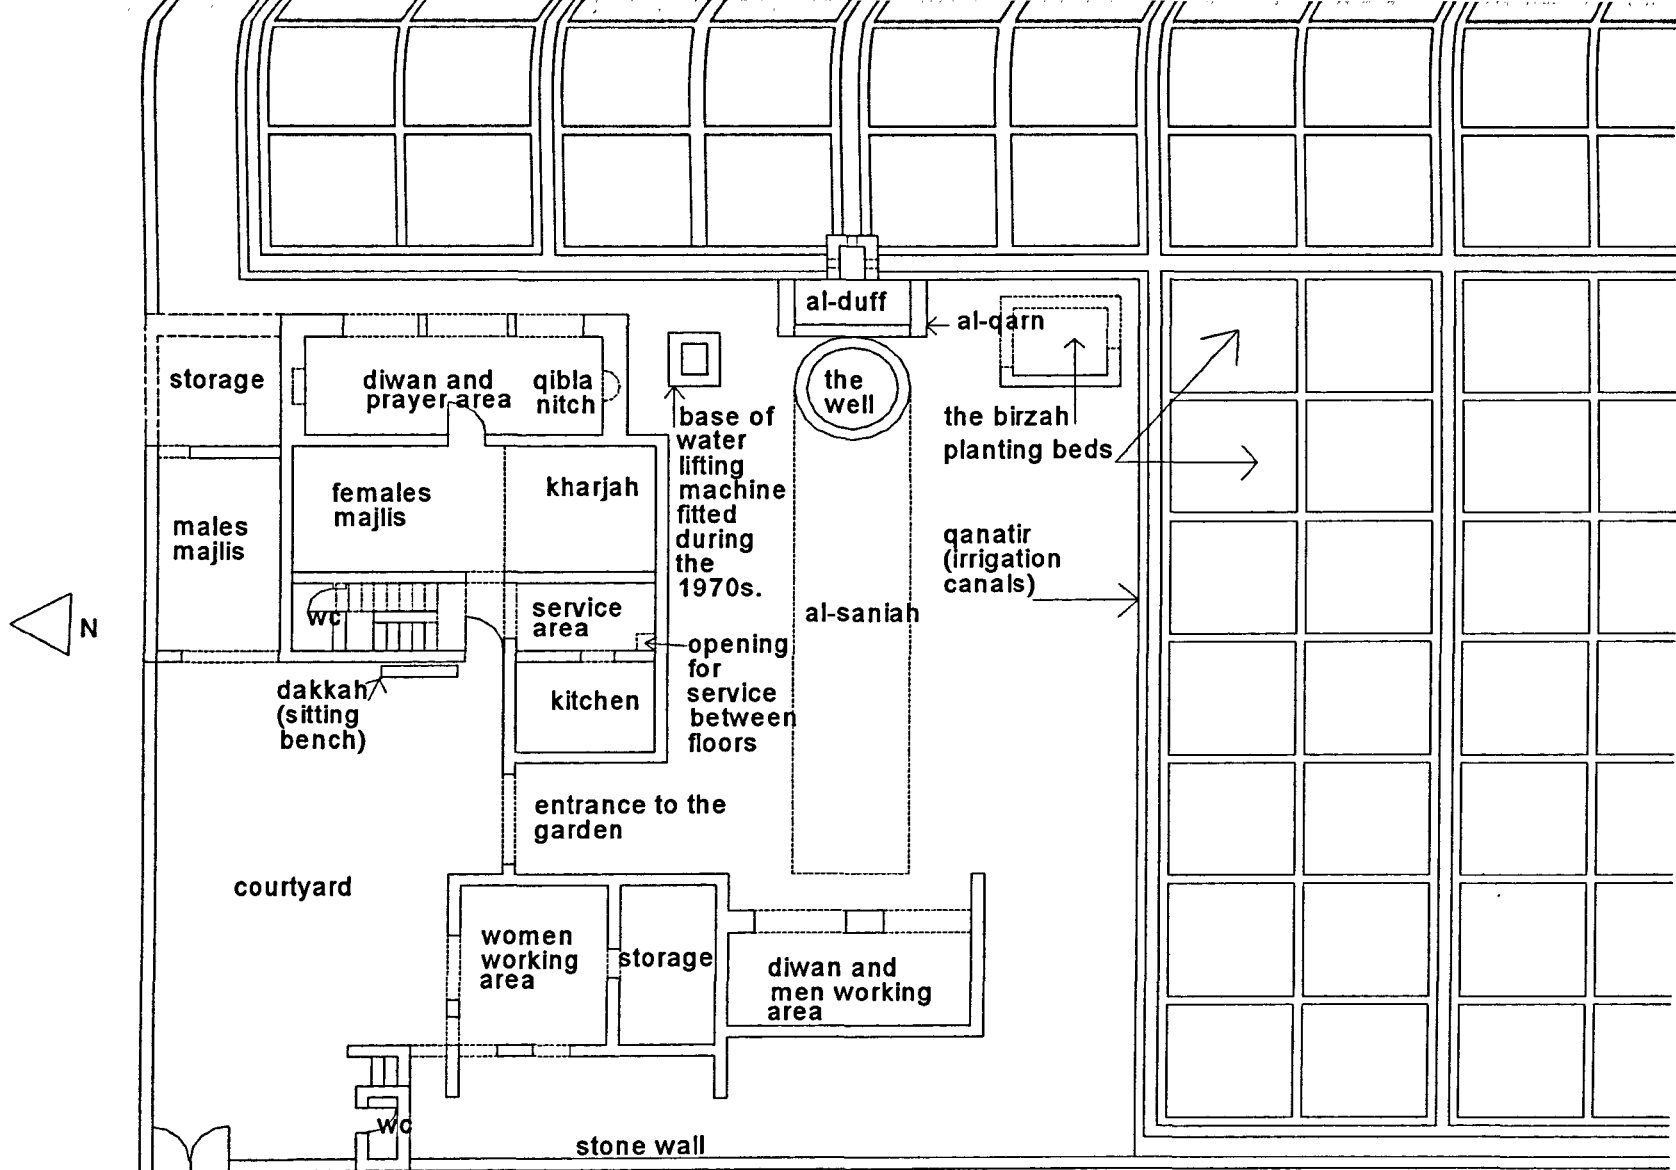 al-duff
al-qarn
storage
diwan and
prayer area
qibla
nitch
the
well
base of
water
lifting
machine
fitted
during
the
1970s.
the birzah
planting beds
females
majlis
kharjah
males
majlis
qanatir
(irrigation
canals)
wc
service
area
al-saniah
N
opening
for
service
between
floors
dakkah
(sitting
bench)
kitchen
entrance to the
garden
courtyard
women
working
area
storage
diwan and
men working
area
wc
stone wall